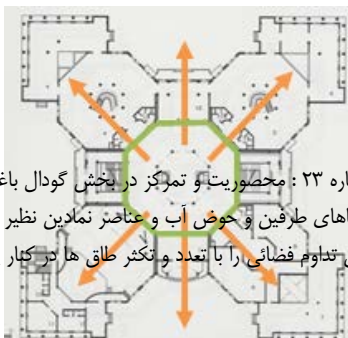 اره ۲۳ : محصوریت و تمرکز در بخش گودال باغ
اهای طرفین و حوض آب و عناصر نمادین نظیر
تداوم فضائی را با تعدد و تکثر طاق ها در کنار